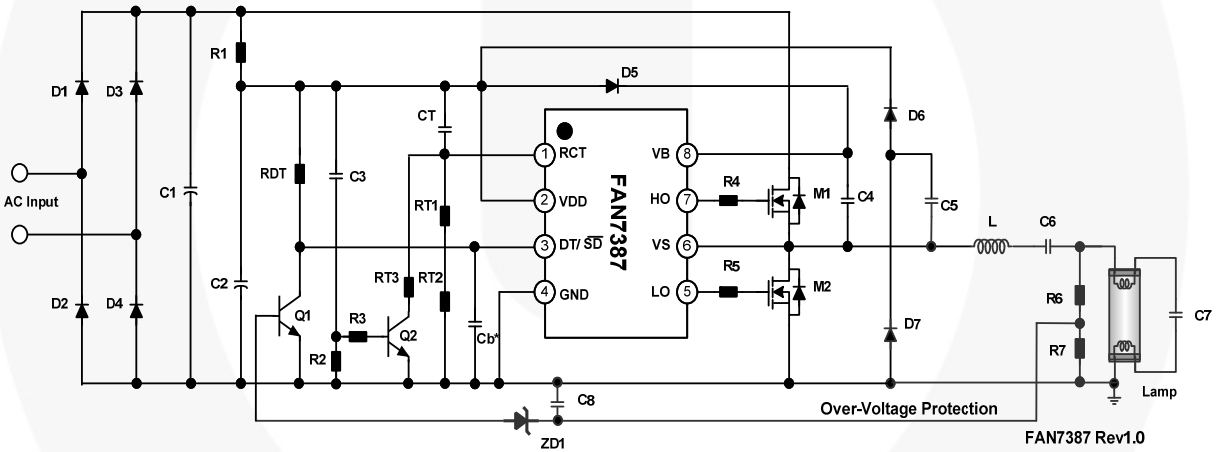 R1
D5
D1
D3
CT
D6
RCT
VB
1
8
RDT
C3
C1
R4
M1
AC Input
RT1
VDD
FAN7387
HO
2
7
C4
C5
L
C6
DT/ SD
VS
3
6
C2
RT3
RT2
R5
M2
GND
LO
4
5
R6
C7
D2
D4
Q1
R3
Q2
Cb*
D7
R2
R7
C8
Lamp
Over-Voltage Protection
ZD1
FAN7387 Rev1.0